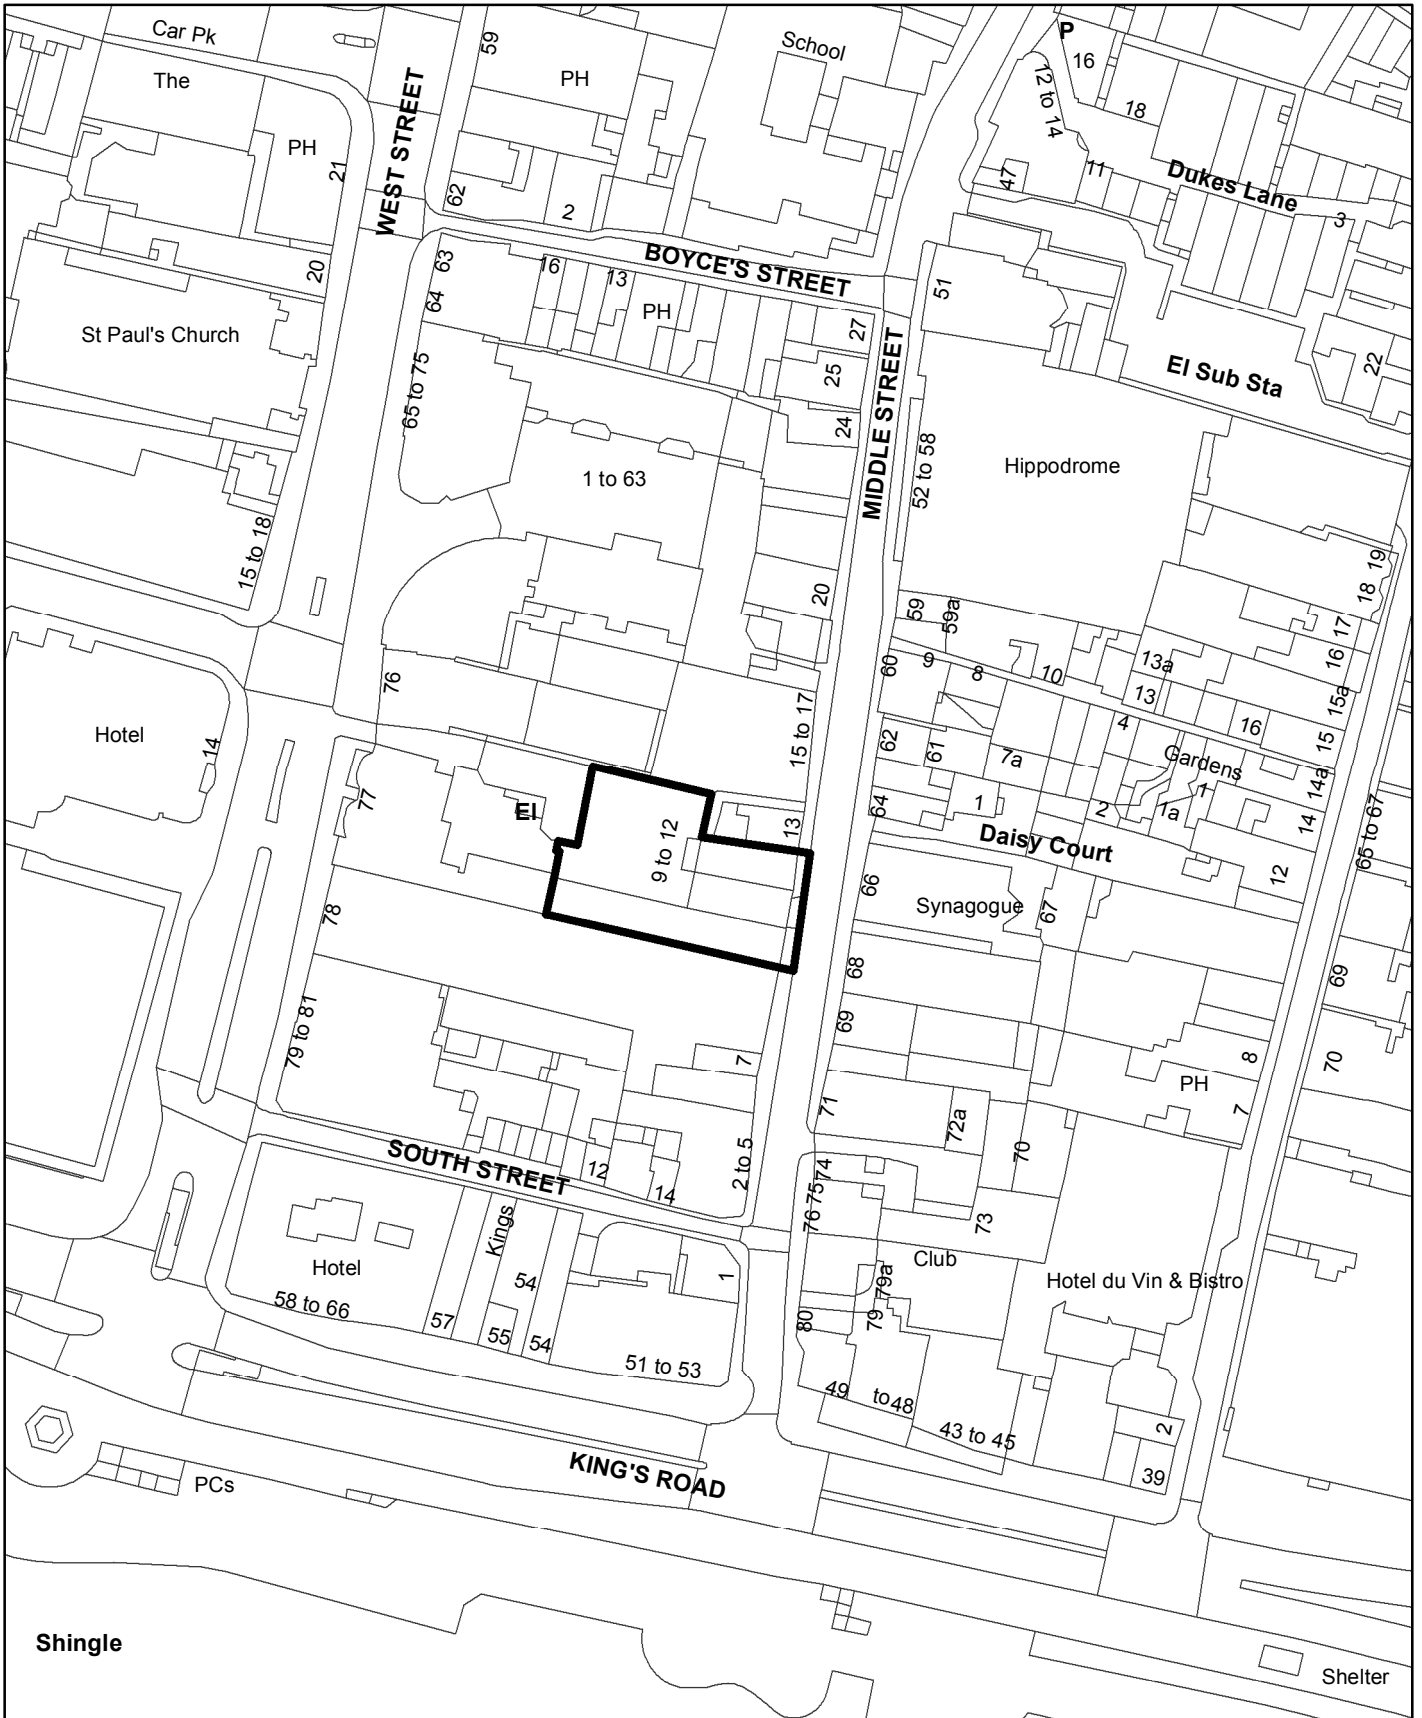 Car Pk
The
PH
21
WEST STREET
59
PH
School
P
16
12 to 14
18
11
47
Dukes Lane
3
62
2
BOYCE'S STREET
20
63
64
16
13
PH
27
51
St Paul's Church
65 to 75
25
24
MIDDLE STREET
El Sub Sta
22
52 to 58
Hippodrome
1 to 63
15 to 18
20
59
59a
19
18
17
16
15a
15
14a
14
12
76
60
9
8
10
13a
13
16
4
Gardens
Hotel
14
15 to 17
62
61
7a
77
El
9 to 12
13
64
1
2
1a
1
Daisy Court
65 to 67
78
66
Synagogue
67
68
69
79 to 81
69
7
8
70
PH
7
71
72a
70
SOUTH STREET
12
14
2 to 5
74
75
76
73
Kings
Hotel
58 to 66
57
54
55
54
1
51 to 53
Club
79a
79
80
Hotel du Vin & Bistro
49
to 48
43 to 45
2
39
KING'S ROAD
PCs
Shingle
Shelter